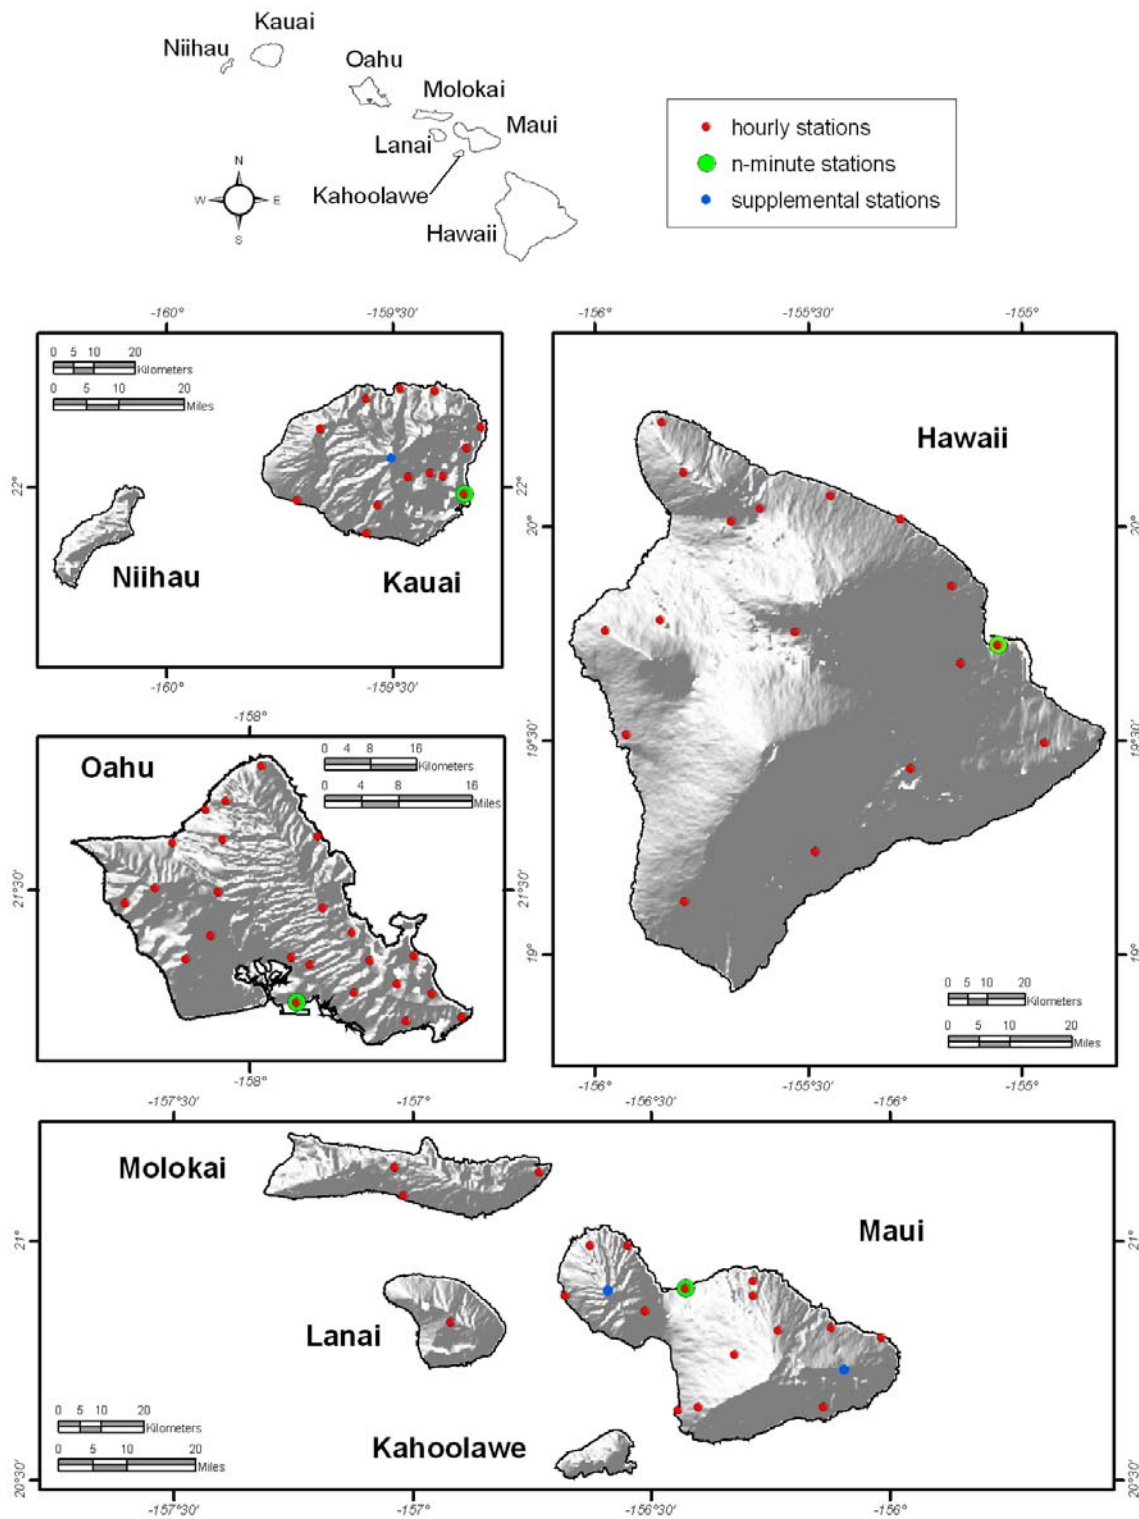 Kauai
Niihau
Oahu
Molokai
Maui
Lanai
Kahoolawe
Hawaii
N
W E
S
hourly stations
n-minute stations
supplemental stations
-160° -159°30'
0 5 10 20
Kilometers
0 5 10 20
Miles
22° 22°
Niihau
Kauai
-160° -159°30'
-156° -155°30' -155°
Hawaii
20° 20°
19°30' 19°30'
19° 19°
0 5 10 20
Kilometers
0 5 10 20
Miles
-156° -155°30' -155°
-158°
Oahu
0 4 8 16
Kilometers
0 4 8 16
Miles
21°30' 21°30'
-158°
-157°30' -157° -156°30' -156°
Molokai
Maui
21° 21°
Lanai
Kahoolawe
0 5 10 20
Kilometers
0 5 10 20
Miles
20°30' 20°30'
-157°30' -157° -156°30' -156°